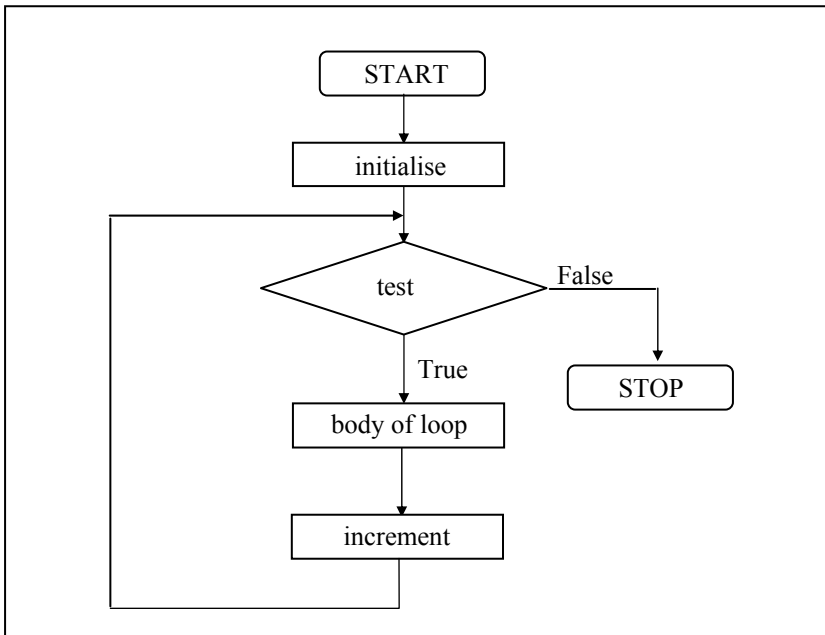 START
initialise
test
False
True
STOP
body of loop
increment